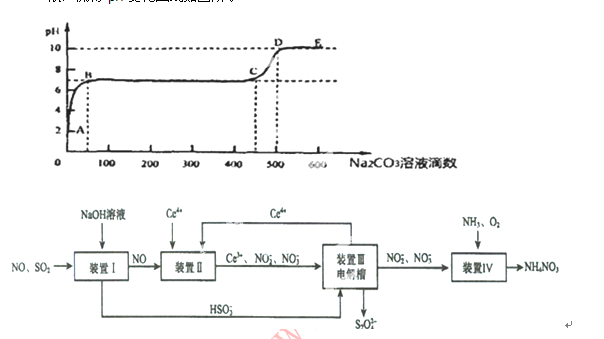 pH
10
8
6
4
2
0
A
B
C
D
E
100
200
300
400
500
600
Na₂CO₃溶液滴数
NaOH溶液
Ce⁴⁺
Ce⁴⁺
NH₃、O₂
NO、SO₂
装置Ⅰ
NO
装置Ⅱ
Ce³⁺、NO₂⁻、NO₃⁻
装置Ⅲ
电解槽
NO₂⁻、NO₃⁻
装置Ⅳ
NH₄NO₃
HSO₃⁻
S₂O₄²⁻